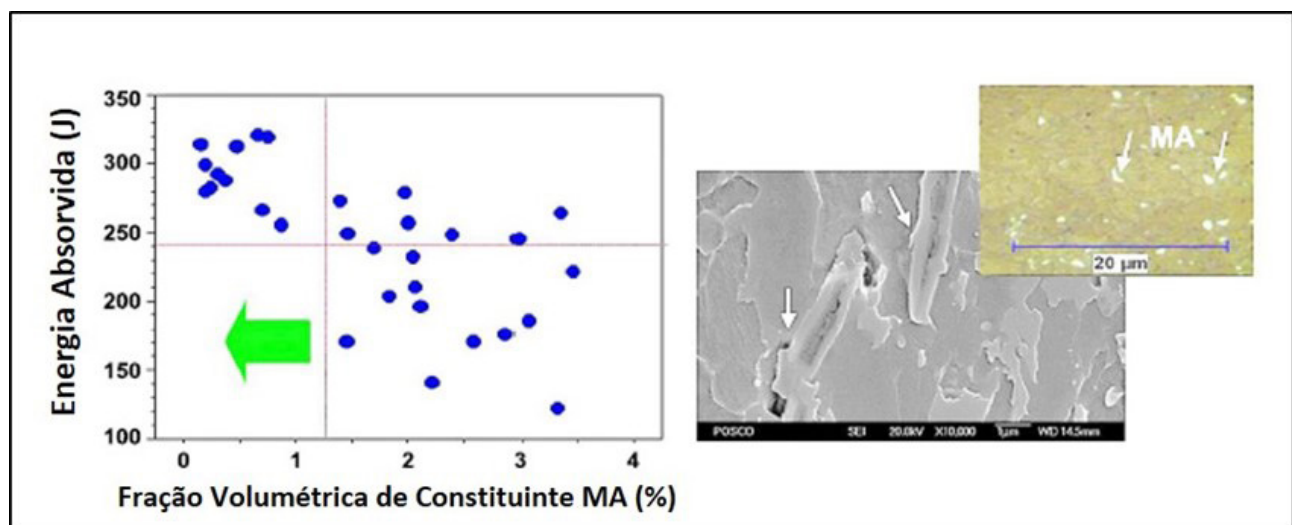 Energia Absorvida (J)
350
300
250
200
150
100
0 1 2 3 4
Fração Volumétrica de Constituinte MA (%)
MA
20 µm
POSCO SEI 20.0kV X10,000 1µm WD 14.5mm